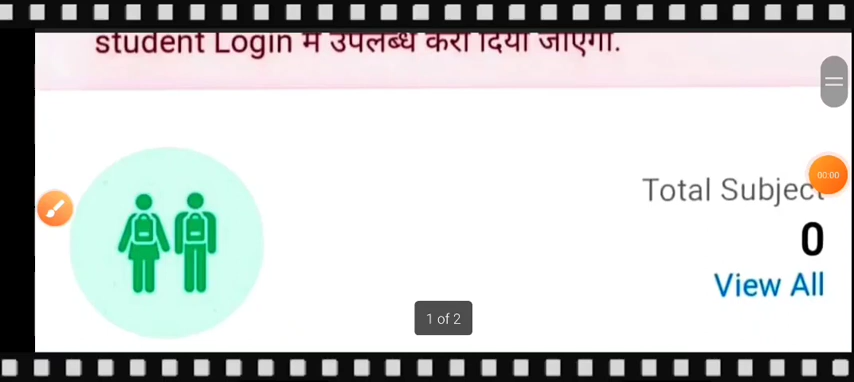 student Login में उपलब्ध करा दिया जाएगा.
Total Subject
00:00
0
View All
1 of 2